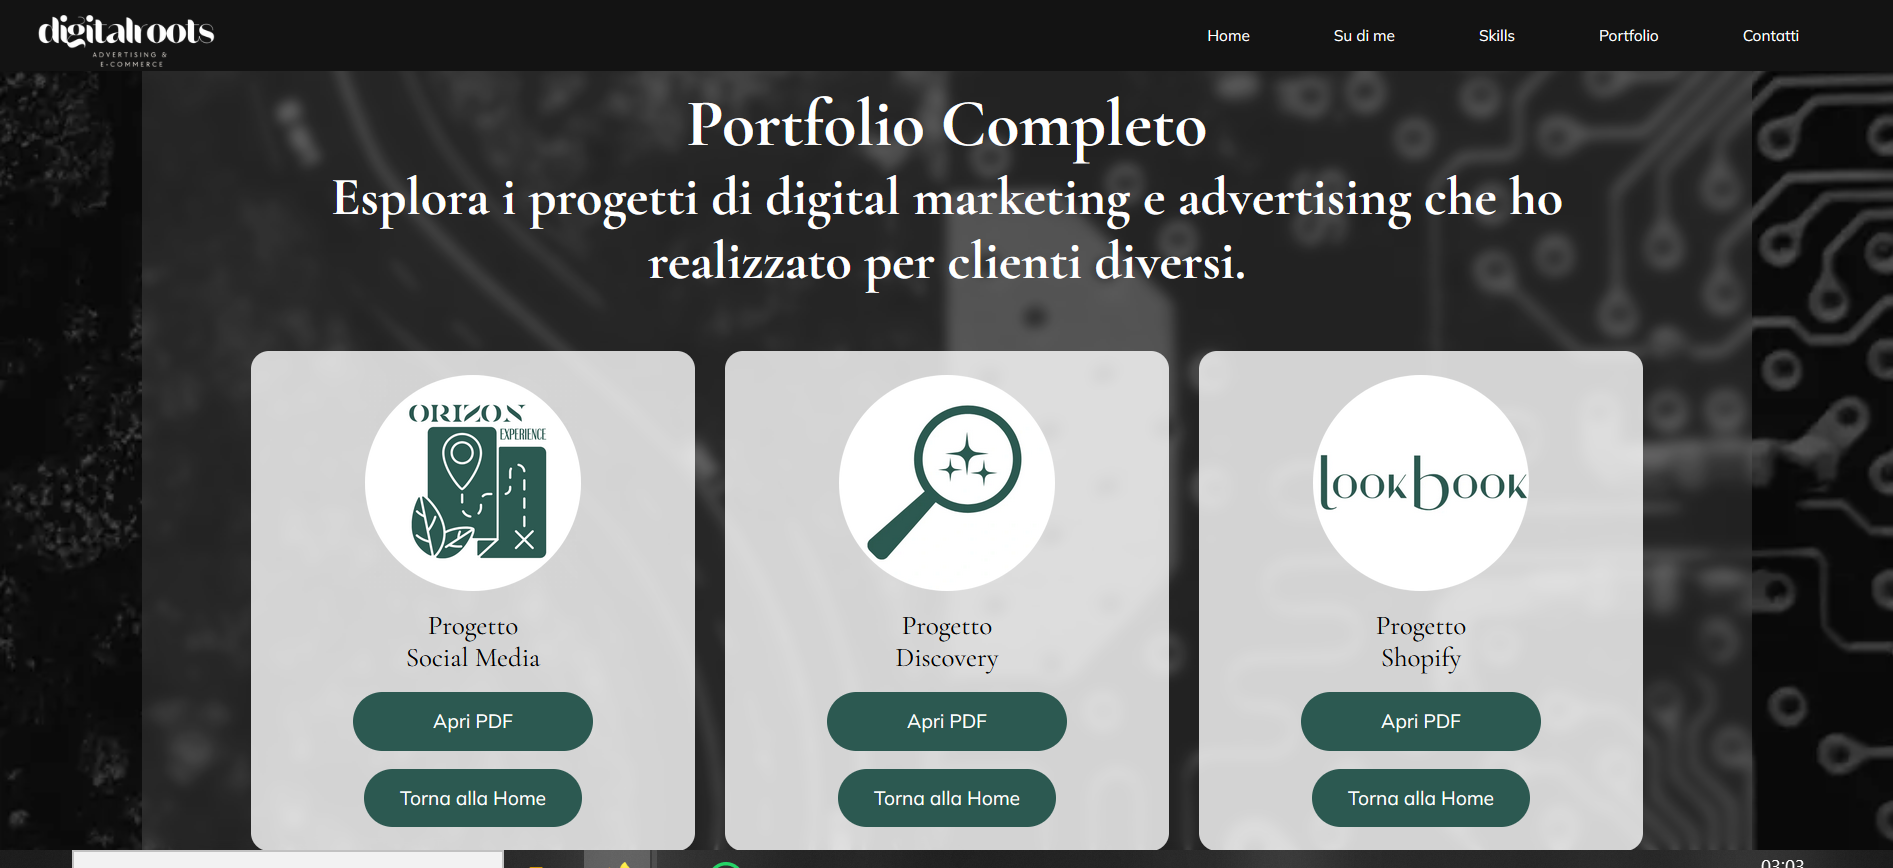 digitalroots
ADVERTISING &
E-COMMERCE
Home
Su di me
Skills
Portfolio
Contatti
Portfolio Completo
Esplora i progetti di digital marketing e advertising che ho
realizzato per clienti diversi.
ORIZON
EXPERIENCE
Progetto
Social Media
Apri PDF
Torna alla Home
Progetto
Discovery
Apri PDF
Torna alla Home
lookbook
Progetto
Shopify
Apri PDF
Torna alla Home
03:03